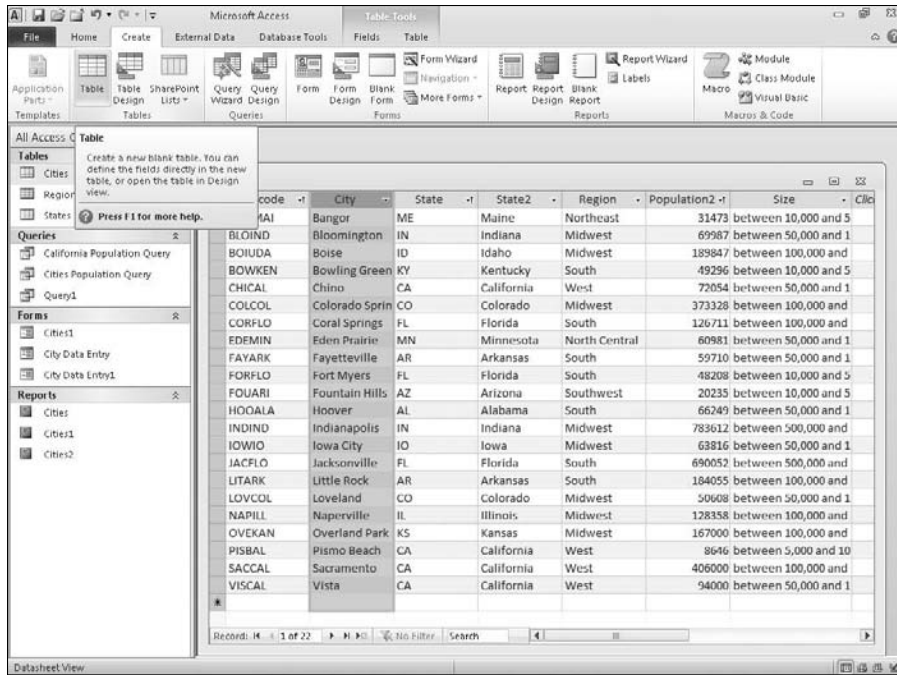 Microsoft Access
Table Tools
File Home Create External Data Database Tools Fields Table
Application Parts
Table
Table Design
SharePoint Lists
Query Wizard
Query Design
Form
Form Design
Blank Form
Form Wizard
Navigation
More Forms
Report
Report Design
Blank Report
Report Wizard
Labels
Macro
Module
Class Module
Visual Basic
Templates Tables Queries Forms Reports Macros & Code
All Access
Table
Create a new blank table. You can
define the fields directly in the new
table, or open the table in Design
view.
Press F1 for more help.
Tables
Cities
Region
States
Queries
California Population Query
Cities Population Query
Query1
Forms
Cities1
City Data Entry
City Data Entry1
Reports
Cities
Cities1
Cities2
code City State State2 Region Population2 Size Clic
MAI Bangor ME Maine Northeast 31473 between 10,000 and 5
BLOIND Bloomington IN Indiana Midwest 69987 between 50,000 and 1
BOIUDA Boise ID Idaho Midwest 189847 between 100,000 and
BOWKEN Bowling Green KY Kentucky South 49296 between 10,000 and 5
CHICAL Chino CA California West 72054 between 50,000 and 1
COLCOL Colorado Sprin CO Colorado Midwest 373328 between 100,000 and
CORFLO Coral Springs FL Florida South 126711 between 100,000 and
EDEMIN Eden Prairie MN Minnesota North Central 60981 between 50,000 and 1
FAYARK Fayetteville AR Arkansas South 59710 between 50,000 and 1
FORFLO Fort Myers FL Florida South 48208 between 10,000 and 5
FOUARI Fountain Hills AZ Arizona Southwest 20235 between 10,000 and 5
HOOALA Hoover AL Alabama South 66249 between 50,000 and 1
INDIND Indianapolis IN Indiana Midwest 783612 between 500,000 and
IOWIO Iowa City IO Iowa Midwest 63816 between 50,000 and 1
JACFLO Jacksonville FL Florida South 690052 between 500,000 and
LITARK Little Rock AR Arkansas South 184055 between 100,000 and
LOVCOL Loveland CO Colorado Midwest 50608 between 50,000 and 1
NAPILL Naperville IL Illinois Midwest 128358 between 100,000 and
OVEKAN Overland Park KS Kansas Midwest 167000 between 100,000 and
PISBAL Pismo Beach CA California West 8646 between 5,000 and 10
SACCAL Sacramento CA California West 406000 between 100,000 and
VISCAL Vista CA California West 94000 between 50,000 and 1
Record: 1 of 22 No Filter Search
Datasheet View